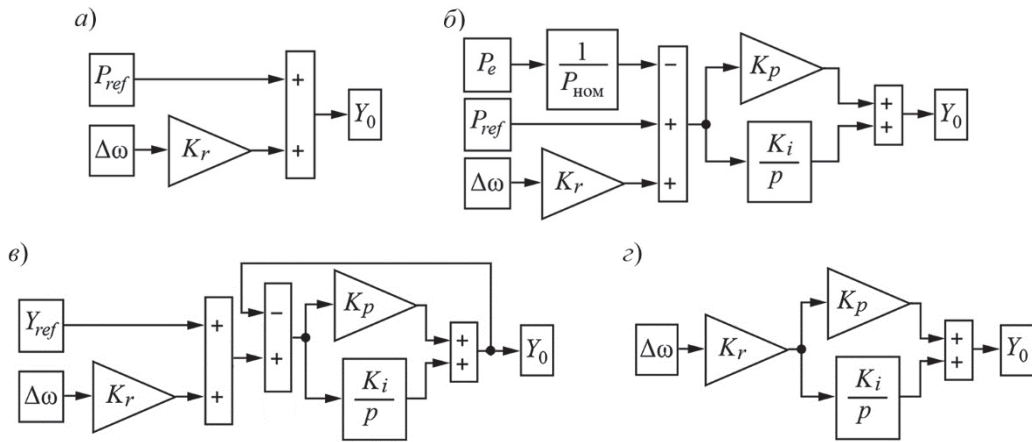 а)
P_ref
Δω
K_r
+
+
Y_0
б)
P_e
1
P_ном
P_ref
Δω
K_r
−
+
+
K_p
K_i
p
+
+
Y_0
в)
Y_ref
Δω
K_r
+
+
−
+
K_p
K_i
p
+
+
Y_0
г)
Δω
K_r
K_p
K_i
p
+
+
Y_0